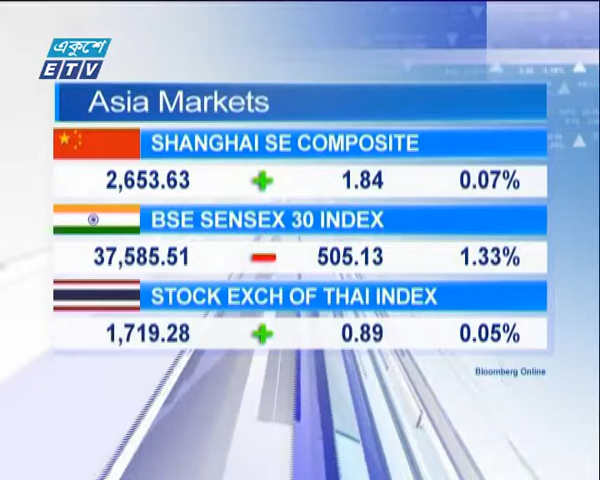 একুশে
ETV
Asia Markets
SHANGHAI SE COMPOSITE
2,653.63 + 1.84 0.07%
BSE SENSEX 30 INDEX
37,585.51 - 505.13 1.33%
STOCK EXCH OF THAI INDEX
1,719.28 + 0.89 0.05%
Bloomberg Online